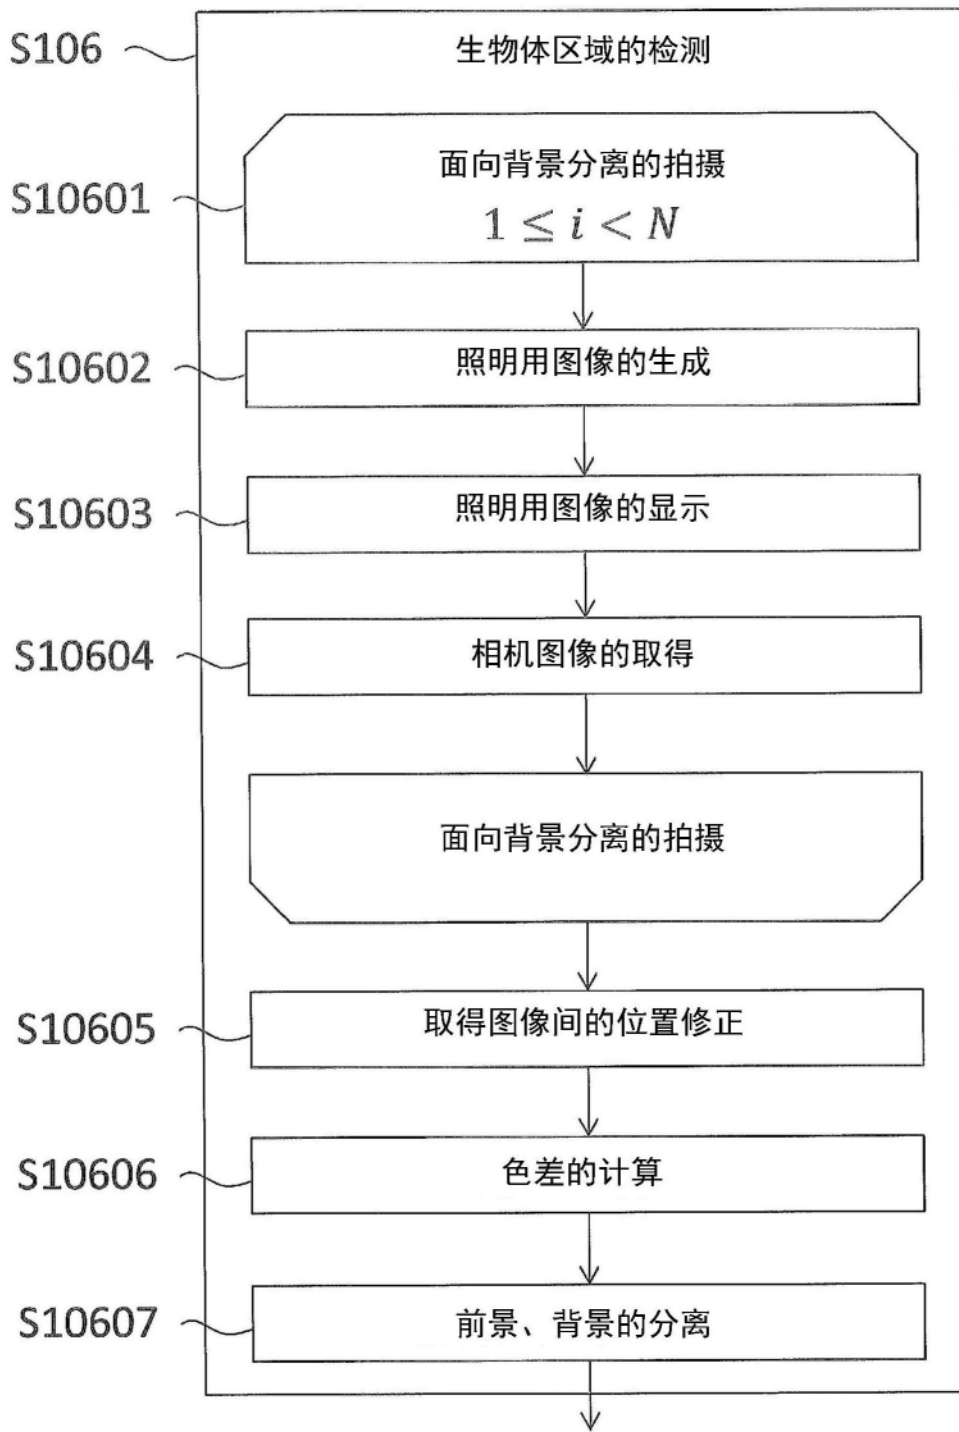 S106
生物体区域的检测
S10601
面向背景分离的拍摄
1 ≤ i < N
S10602
照明用图像的生成
S10603
照明用图像的显示
S10604
相机图像的取得
面向背景分离的拍摄
S10605
取得图像间的位置修正
S10606
色差的计算
S10607
前景、背景的分离